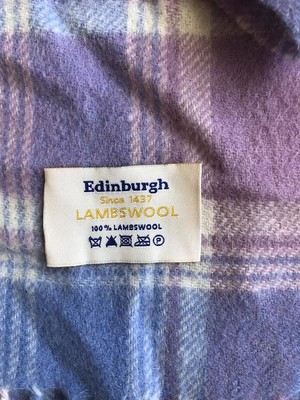 Edinburgh
Since 1437
LAMBSWOOL
100% LAMBSWOOL
P